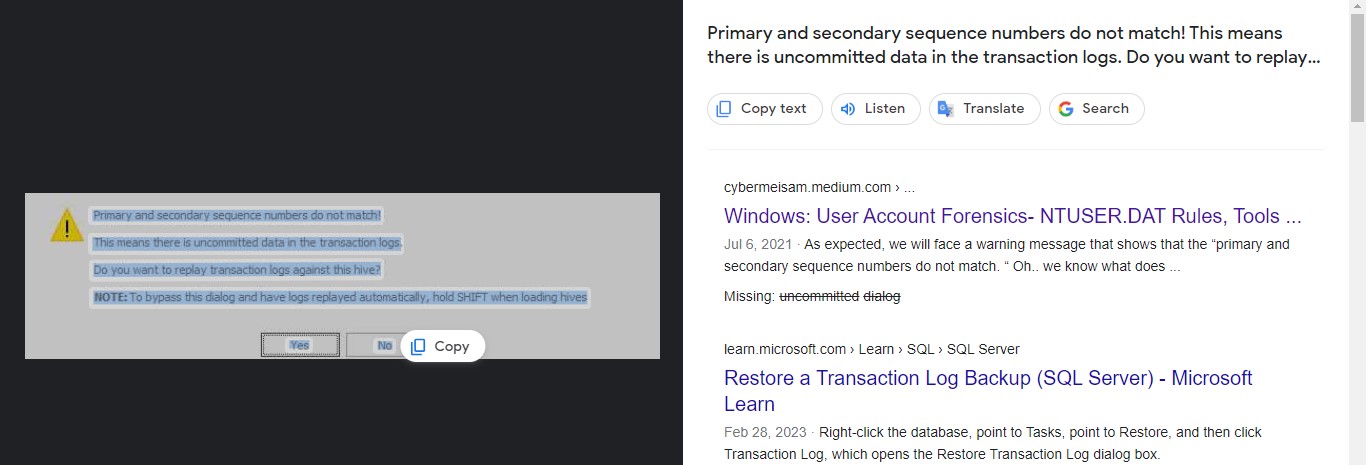 Primary and secondary sequence numbers do not match!
This means there is uncommitted data in the transaction logs.
Do you want to replay transaction logs against this hive?
NOTE: To bypass this dialog and have logs replayed automatically, hold SHIFT when loading hives
Yes
No
Copy
Primary and secondary sequence numbers do not match! This means
there is uncommitted data in the transaction logs. Do you want to replay...
Copy text
Listen
Translate
Search
cybermeisam.medium.com › ...
Windows: User Account Forensics- NTUSER.DAT Rules, Tools ...
Jul 6, 2021 · As expected, we will face a warning message that shows that the “primary and
secondary sequence numbers do not match. “ Oh.. we know what does ...
Missing: uncommitted dialog
learn.microsoft.com › Learn › SQL › SQL Server
Restore a Transaction Log Backup (SQL Server) - Microsoft
Learn
Feb 28, 2023 · Right-click the database, point to Tasks, point to Restore, and then click
Transaction Log, which opens the Restore Transaction Log dialog box.